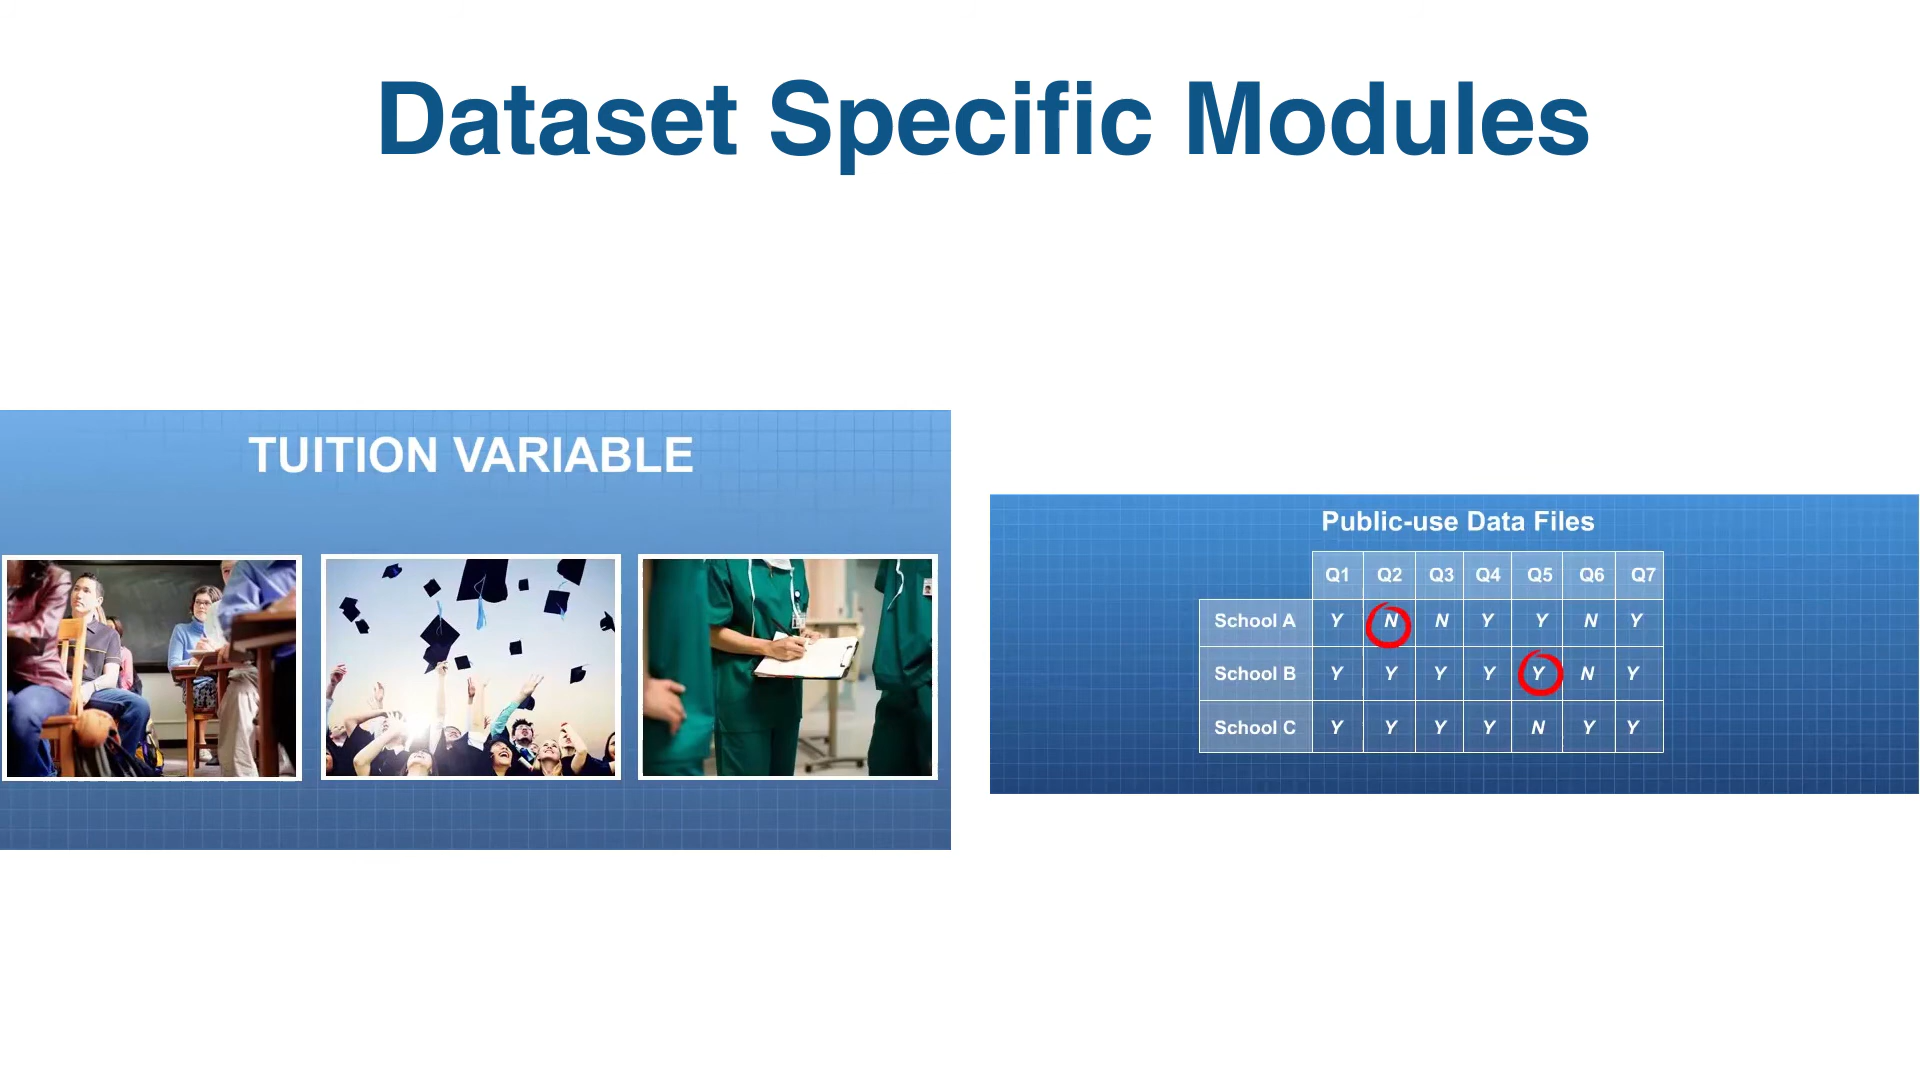 Dataset Specific Modules
TUITION VARIABLE
Public-use Data Files
Q1 Q2 Q3 Q4 Q5 Q6 Q7
School A Y N N Y Y N Y
School B Y Y Y Y Y N Y
School C Y Y Y Y N Y Y